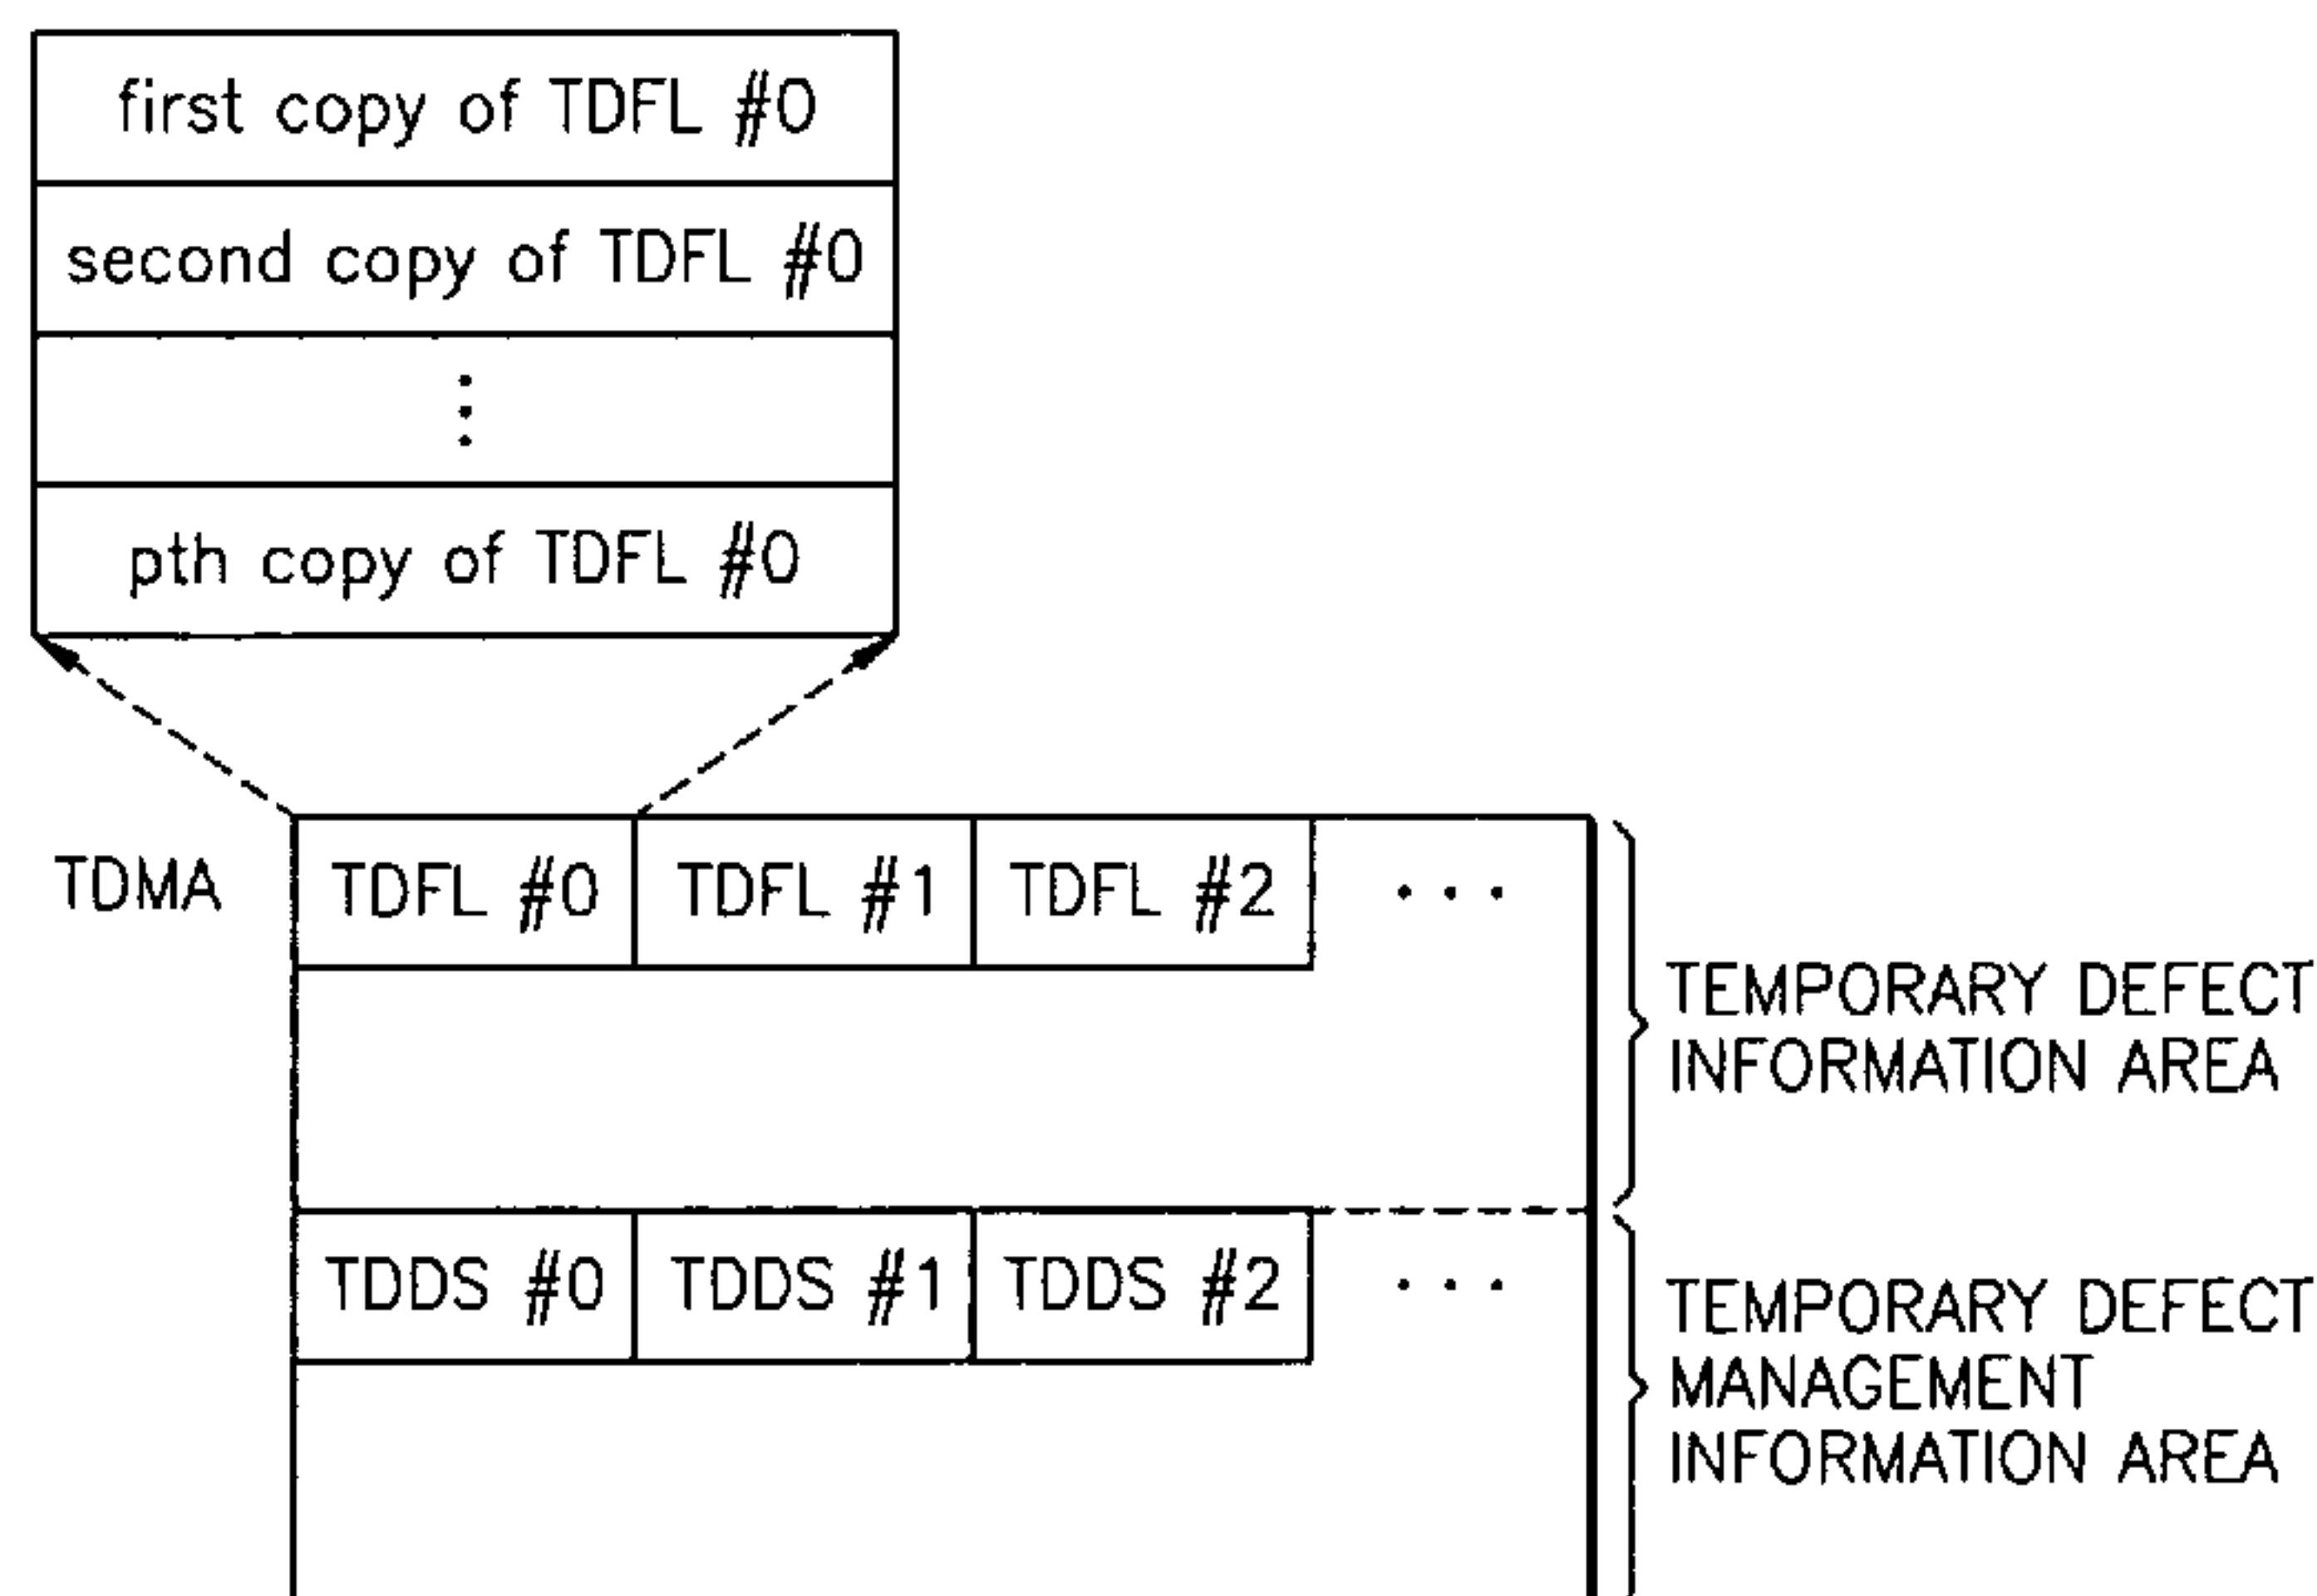 first copy of TDFL #0
second copy of TDFL #0
⋮
pth copy of TDFL #0
TDMA
TDFL #0 TDFL #1 TDFL #2 ...
TEMPORARY DEFECT
INFORMATION AREA
TDDS #0 TDDS #1 TDDS #2 ...
TEMPORARY DEFECT
MANAGEMENT
INFORMATION AREA